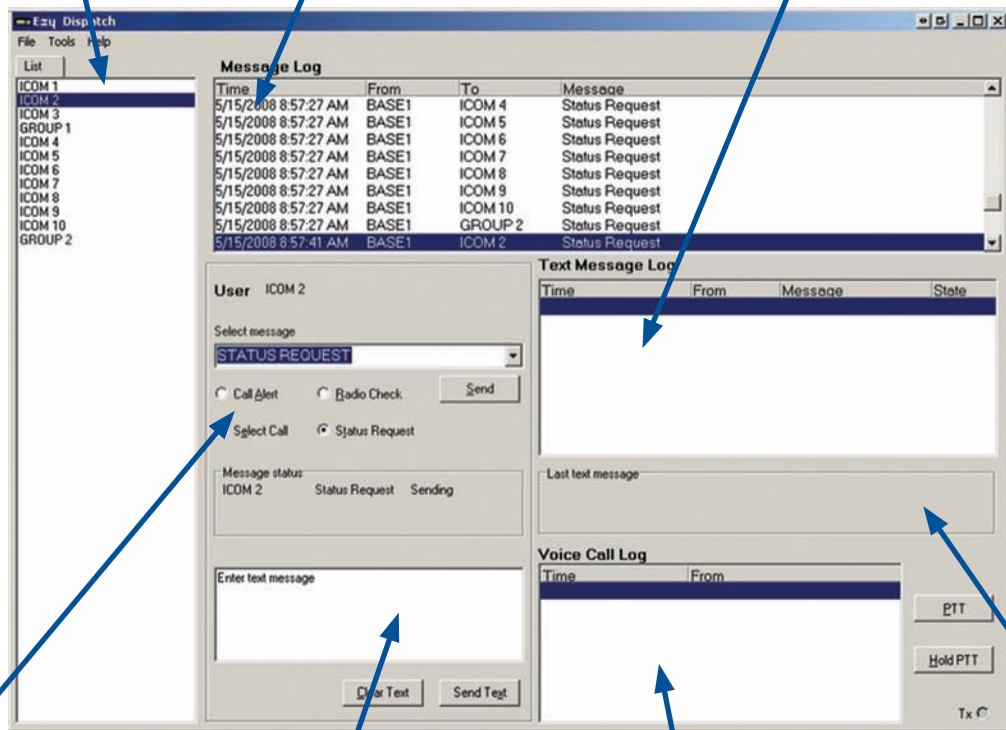 Ezy Dispatch
File Tools Help
List
ICOM 1
ICOM 2
ICOM 3
GROUP 1
ICOM 4
ICOM 5
ICOM 6
ICOM 7
ICOM 8
ICOM 9
ICOM 10
GROUP 2
Message Log
Time From To Message
5/15/2008 8:57:27 AM BASE1 ICOM 4 Status Request
5/15/2008 8:57:27 AM BASE1 ICOM 5 Status Request
5/15/2008 8:57:27 AM BASE1 ICOM 6 Status Request
5/15/2008 8:57:27 AM BASE1 ICOM 7 Status Request
5/15/2008 8:57:27 AM BASE1 ICOM 8 Status Request
5/15/2008 8:57:27 AM BASE1 ICOM 9 Status Request
5/15/2008 8:57:27 AM BASE1 ICOM 10 Status Request
5/15/2008 8:57:27 AM BASE1 GROUP 2 Status Request
5/15/2008 8:57:41 AM BASE1 ICOM 2 Status Request
User ICOM 2
Select message
STATUS REQUEST
Call Alert Radio Check Send
Select Call Status Request
Message status
ICOM 2 Status Request Sending
Enter text message
Clear Text Send Text
Text Message Log
Time From Message State
Last text message
Voice Call Log
Time From
PTT
Hold PTT
Tx